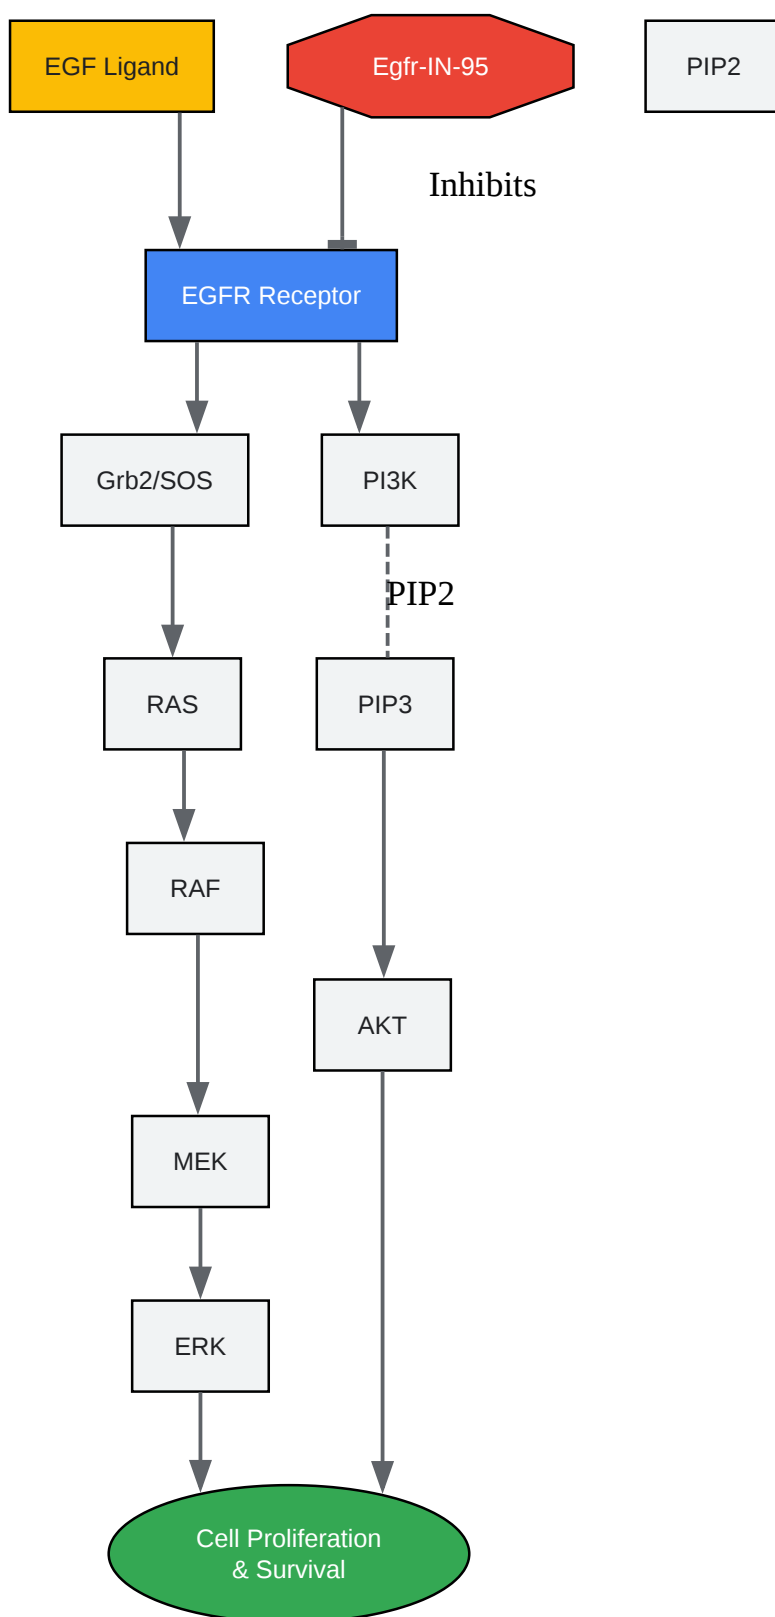 EGF Ligand
Egfr-IN-95
PIP2
Inhibits
EGFR Receptor
Grb2/SOS
PI3K
PIP2
RAS
PIP3
RAF
AKT
MEK
ERK
Cell Proliferation
& Survival